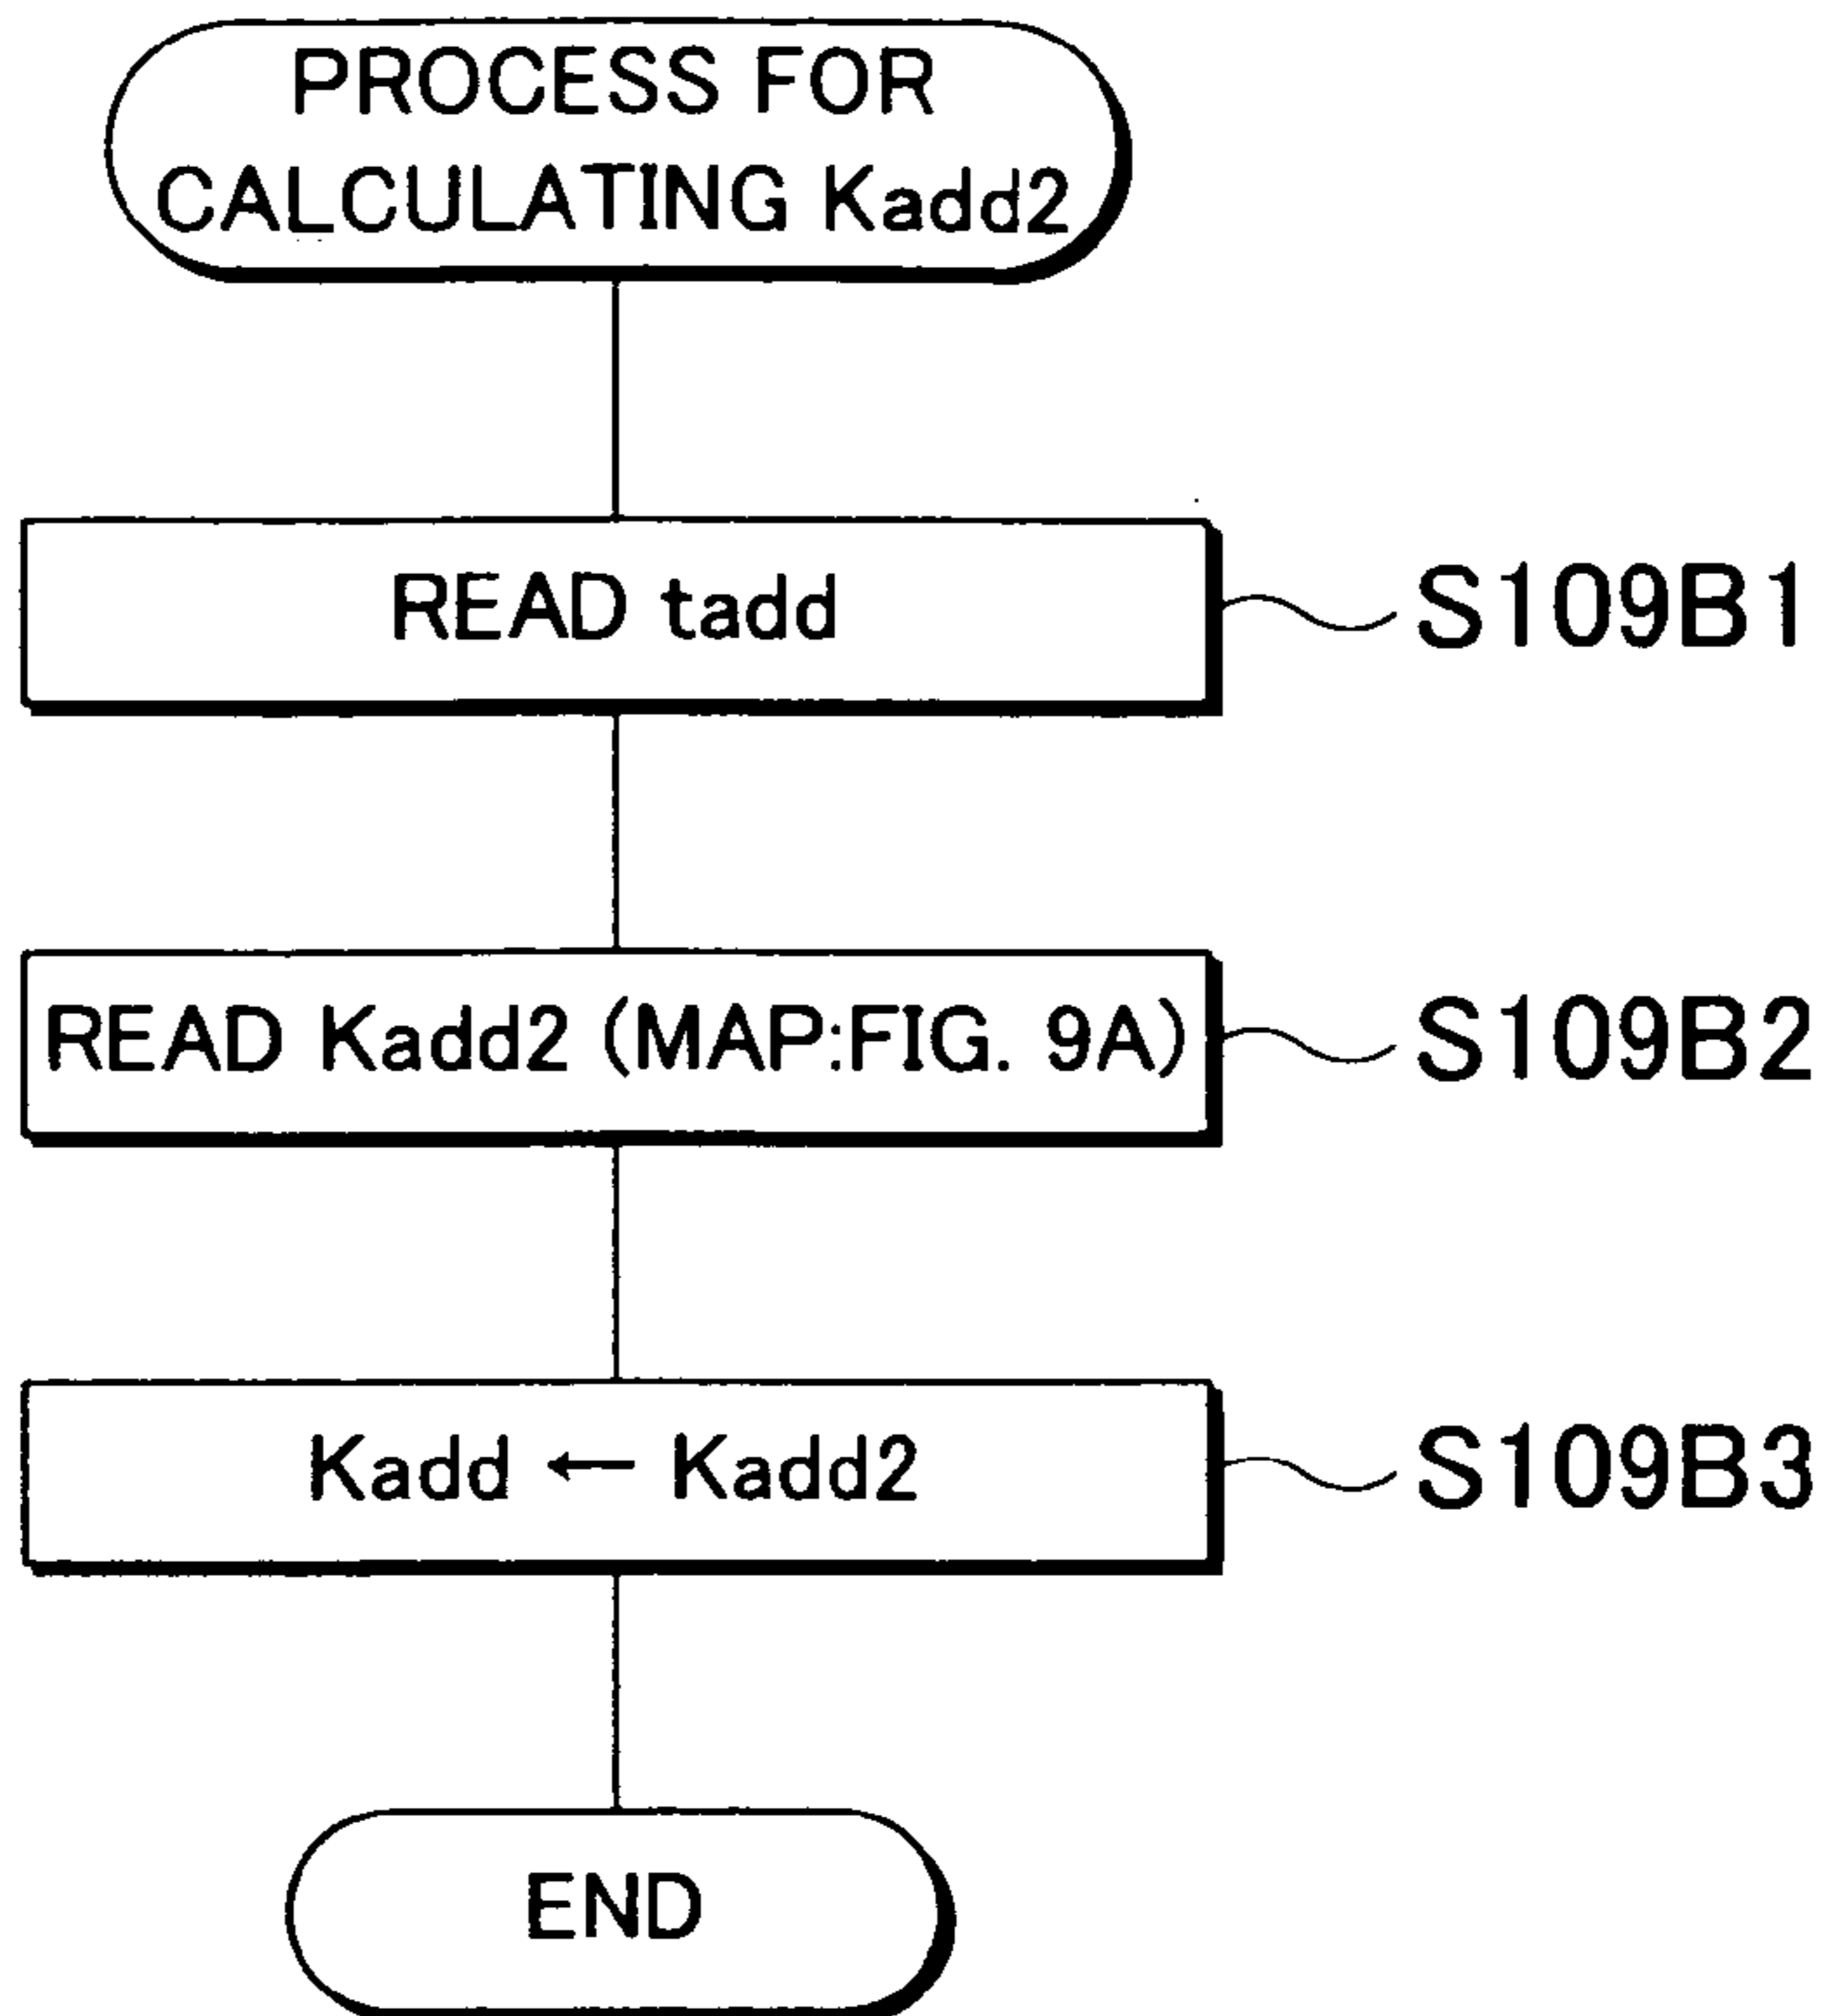 PROCESS FOR
CALCULATING Kadd2
READ tadd
S109B1
READ Kadd2 (MAP:FIG. 9A)
S109B2
Kadd ← Kadd2
S109B3
END